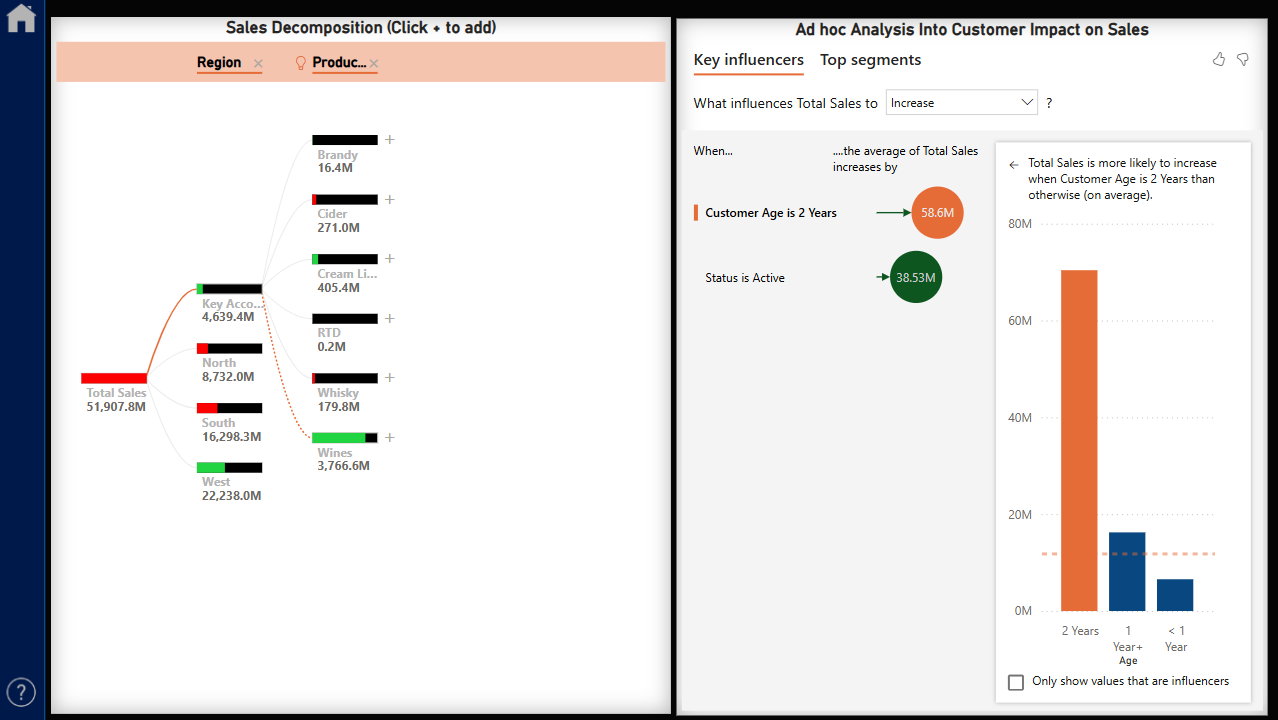 Sales Decomposition (Click + to add)
Region
Produc...
Brandy
16.4M
Cider
271.0M
Cream Li...
405.4M
Key Acco...
4,639.4M
RTD
0.2M
North
8,732.0M
Total Sales
51,907.8M
Whisky
179.8M
South
16,298.3M
Wines
3,766.6M
West
22,238.0M
?
Ad hoc Analysis Into Customer Impact on Sales
Key influencers
Top segments
What influences Total Sales to
Increase
?
When...
....the average of Total Sales
increases by
Customer Age is 2 Years
58.6M
Status is Active
38.53M
Total Sales is more likely to increase
when Customer Age is 2 Years than
otherwise (on average).
80M
60M
40M
20M
0M
2 Years
1
Year+
< 1
Year
Age
Only show values that are influencers